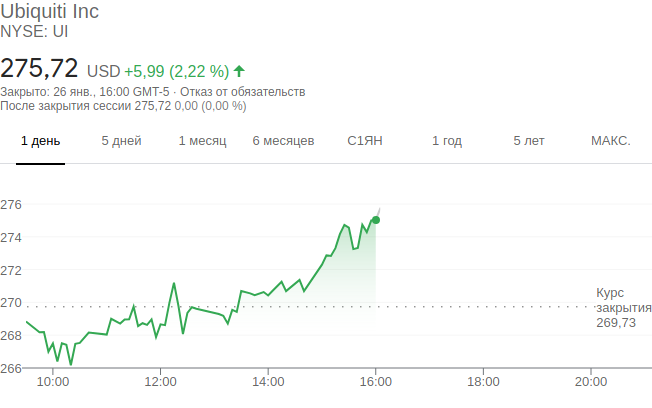 Ubiquiti Inc
NYSE: UI
275,72 USD +5,99 (2,22 %)
Закрыто: 26 янв., 16:00 GMT-5 · Отказ от обязательств
После закрытия сессии 275,72 0,00 (0,00 %)
1 день 5 дней 1 месяц 6 месяцев С1ЯН 1 год 5 лет МАКС.
276
274
272
270
268
266
Курс
закрытия
269,73
10:00 12:00 14:00 16:00 18:00 20:00